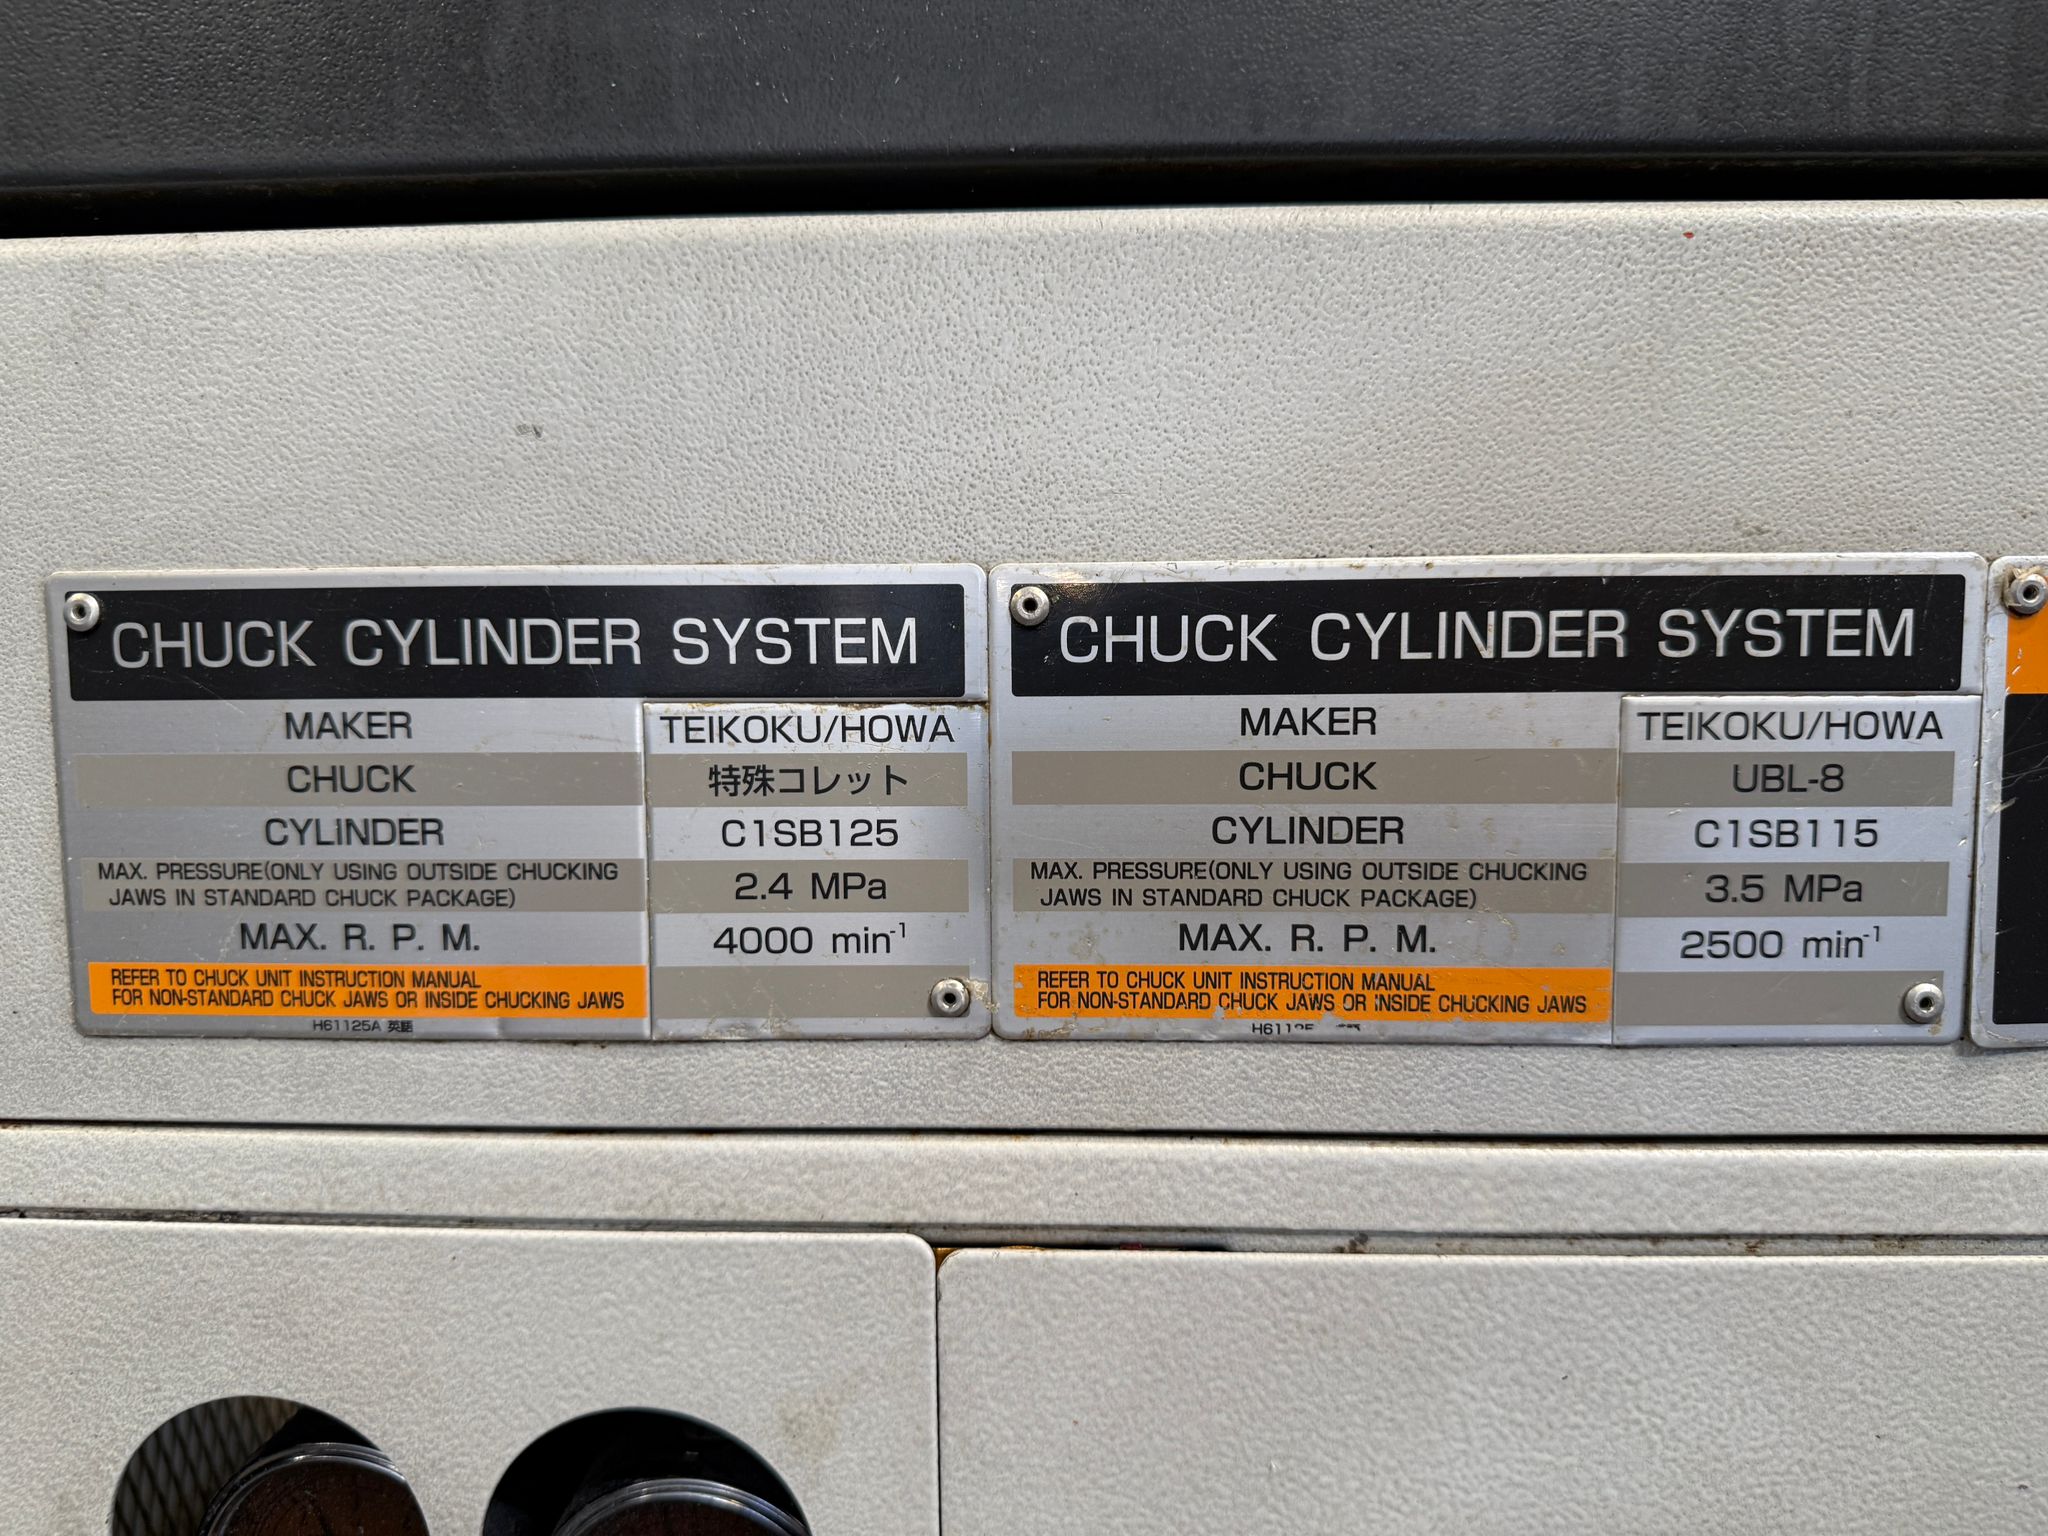 CHUCK CYLINDER SYSTEM
MAKER TEIKOKU/HOWA
CHUCK 特殊コレット
CYLINDER C1SB125
MAX. PRESSURE(ONLY USING OUTSIDE CHUCKING
JAWS IN STANDARD CHUCK PACKAGE) 2.4 MPa
MAX. R. P. M. 4000 min⁻¹
REFER TO CHUCK UNIT INSTRUCTION MANUAL
FOR NON-STANDARD CHUCK JAWS OR INSIDE CHUCKING JAWS
H61125A 英語
CHUCK CYLINDER SYSTEM
MAKER TEIKOKU/HOWA
CHUCK UBL-8
CYLINDER C1SB115
MAX. PRESSURE(ONLY USING OUTSIDE CHUCKING
JAWS IN STANDARD CHUCK PACKAGE) 3.5 MPa
MAX. R. P. M. 2500 min⁻¹
REFER TO CHUCK UNIT INSTRUCTION MANUAL
FOR NON-STANDARD CHUCK JAWS OR INSIDE CHUCKING JAWS